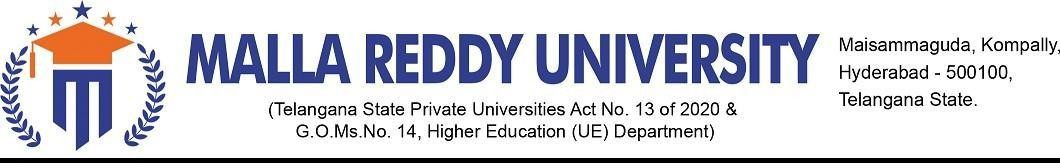 MALLA REDDY UNIVERSITY
(Telangana State Private Universities Act No. 13 of 2020 &
G.O.Ms.No. 14, Higher Education (UE) Department)
Maisammaguda, Kompally,
Hyderabad - 500100,
Telangana State.